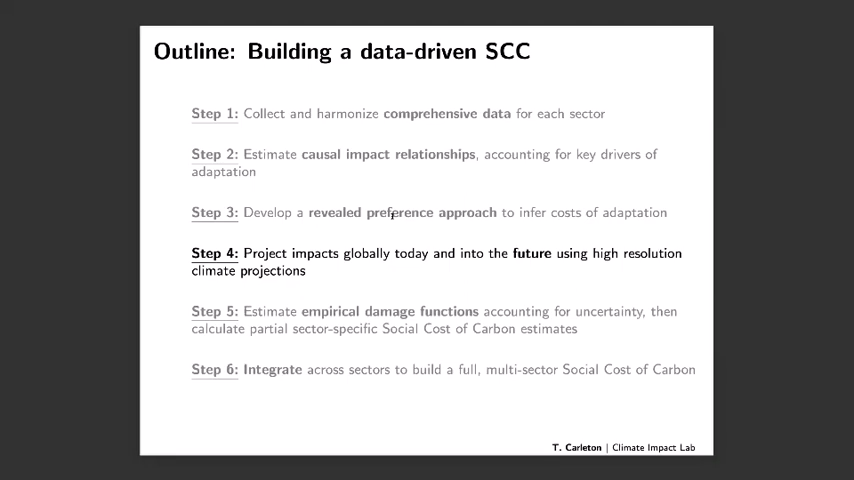 Outline: Building a data-driven SCC
Step 1: Collect and harmonize comprehensive data for each sector
Step 2: Estimate causal impact relationships, accounting for key drivers of
adaptation
Step 3: Develop a revealed preference approach to infer costs of adaptation
Step 4: Project impacts globally today and into the future using high resolution
climate projections
Step 5: Estimate empirical damage functions accounting for uncertainty, then
calculate partial sector-specific Social Cost of Carbon estimates
Step 6: Integrate across sectors to build a full, multi-sector Social Cost of Carbon
T. Carleton | Climate Impact Lab